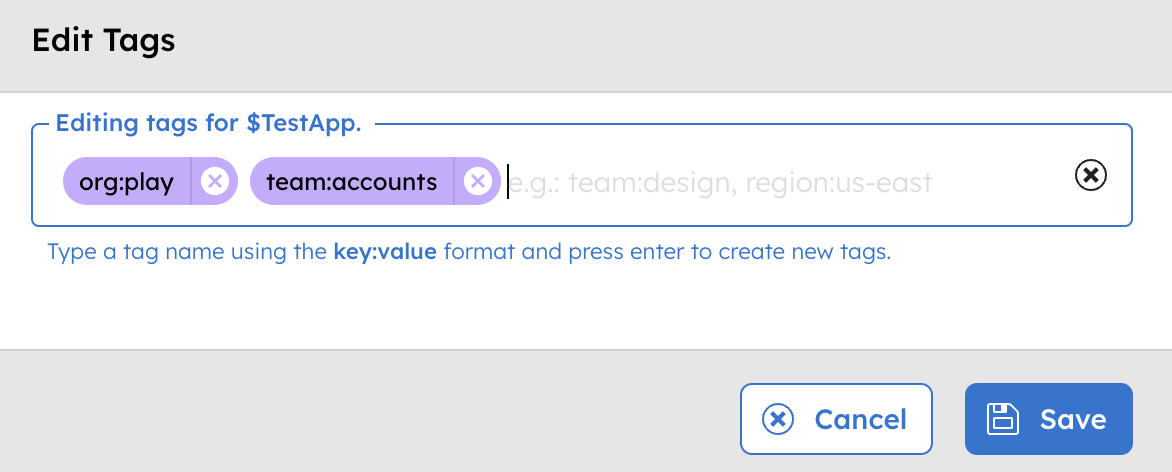 Edit Tags
Editing tags for $TestApp.
org:play team:accounts e.g.: team:design, region:us-east
Type a tag name using the key:value format and press enter to create new tags.
Cancel Save